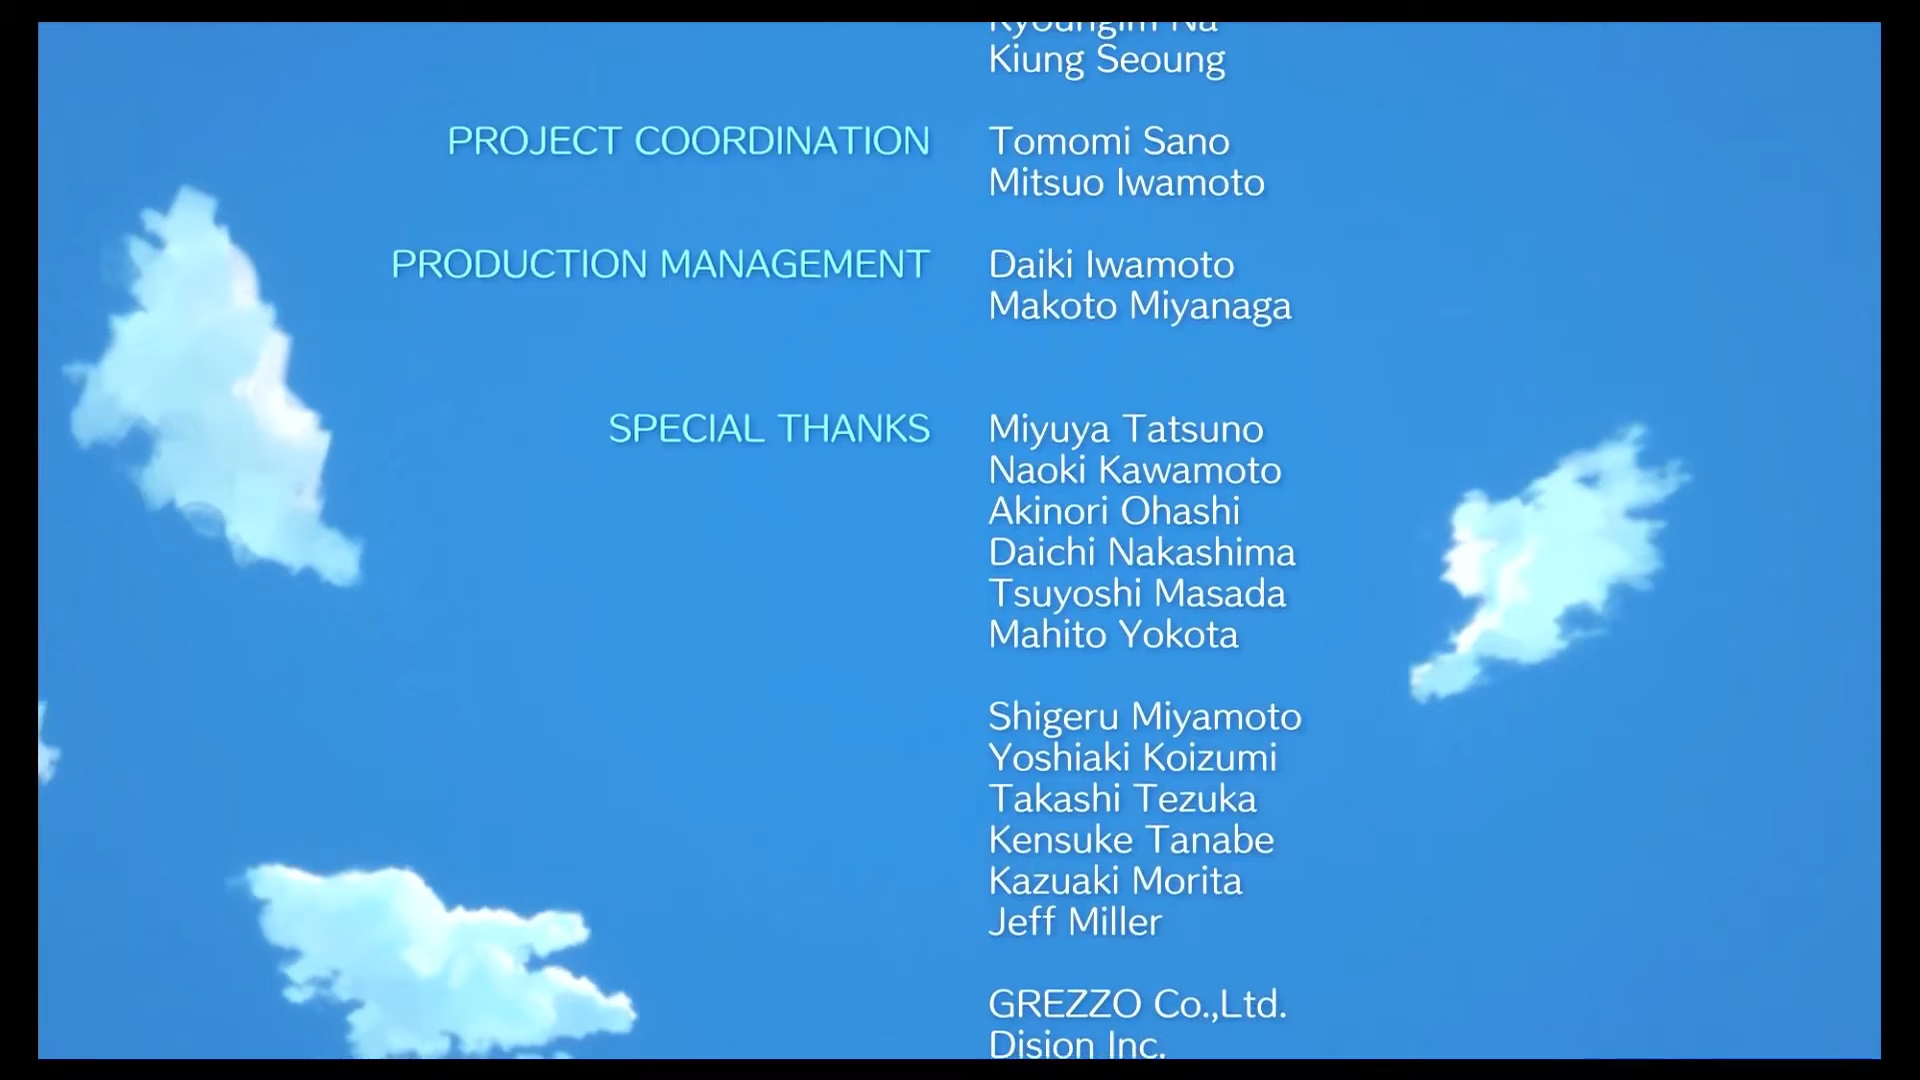 Kiung Seoung
PROJECT COORDINATION Tomomi Sano
Mitsuo Iwamoto
PRODUCTION MANAGEMENT Daiki Iwamoto
Makoto Miyanaga
SPECIAL THANKS Miyuya Tatsuno
Naoki Kawamoto
Akinori Ohashi
Daichi Nakashima
Tsuyoshi Masada
Mahito Yokota
Shigeru Miyamoto
Yoshiaki Koizumi
Takashi Tezuka
Kensuke Tanabe
Kazuaki Morita
Jeff Miller
GREZZO Co.,Ltd.
Dision Inc.